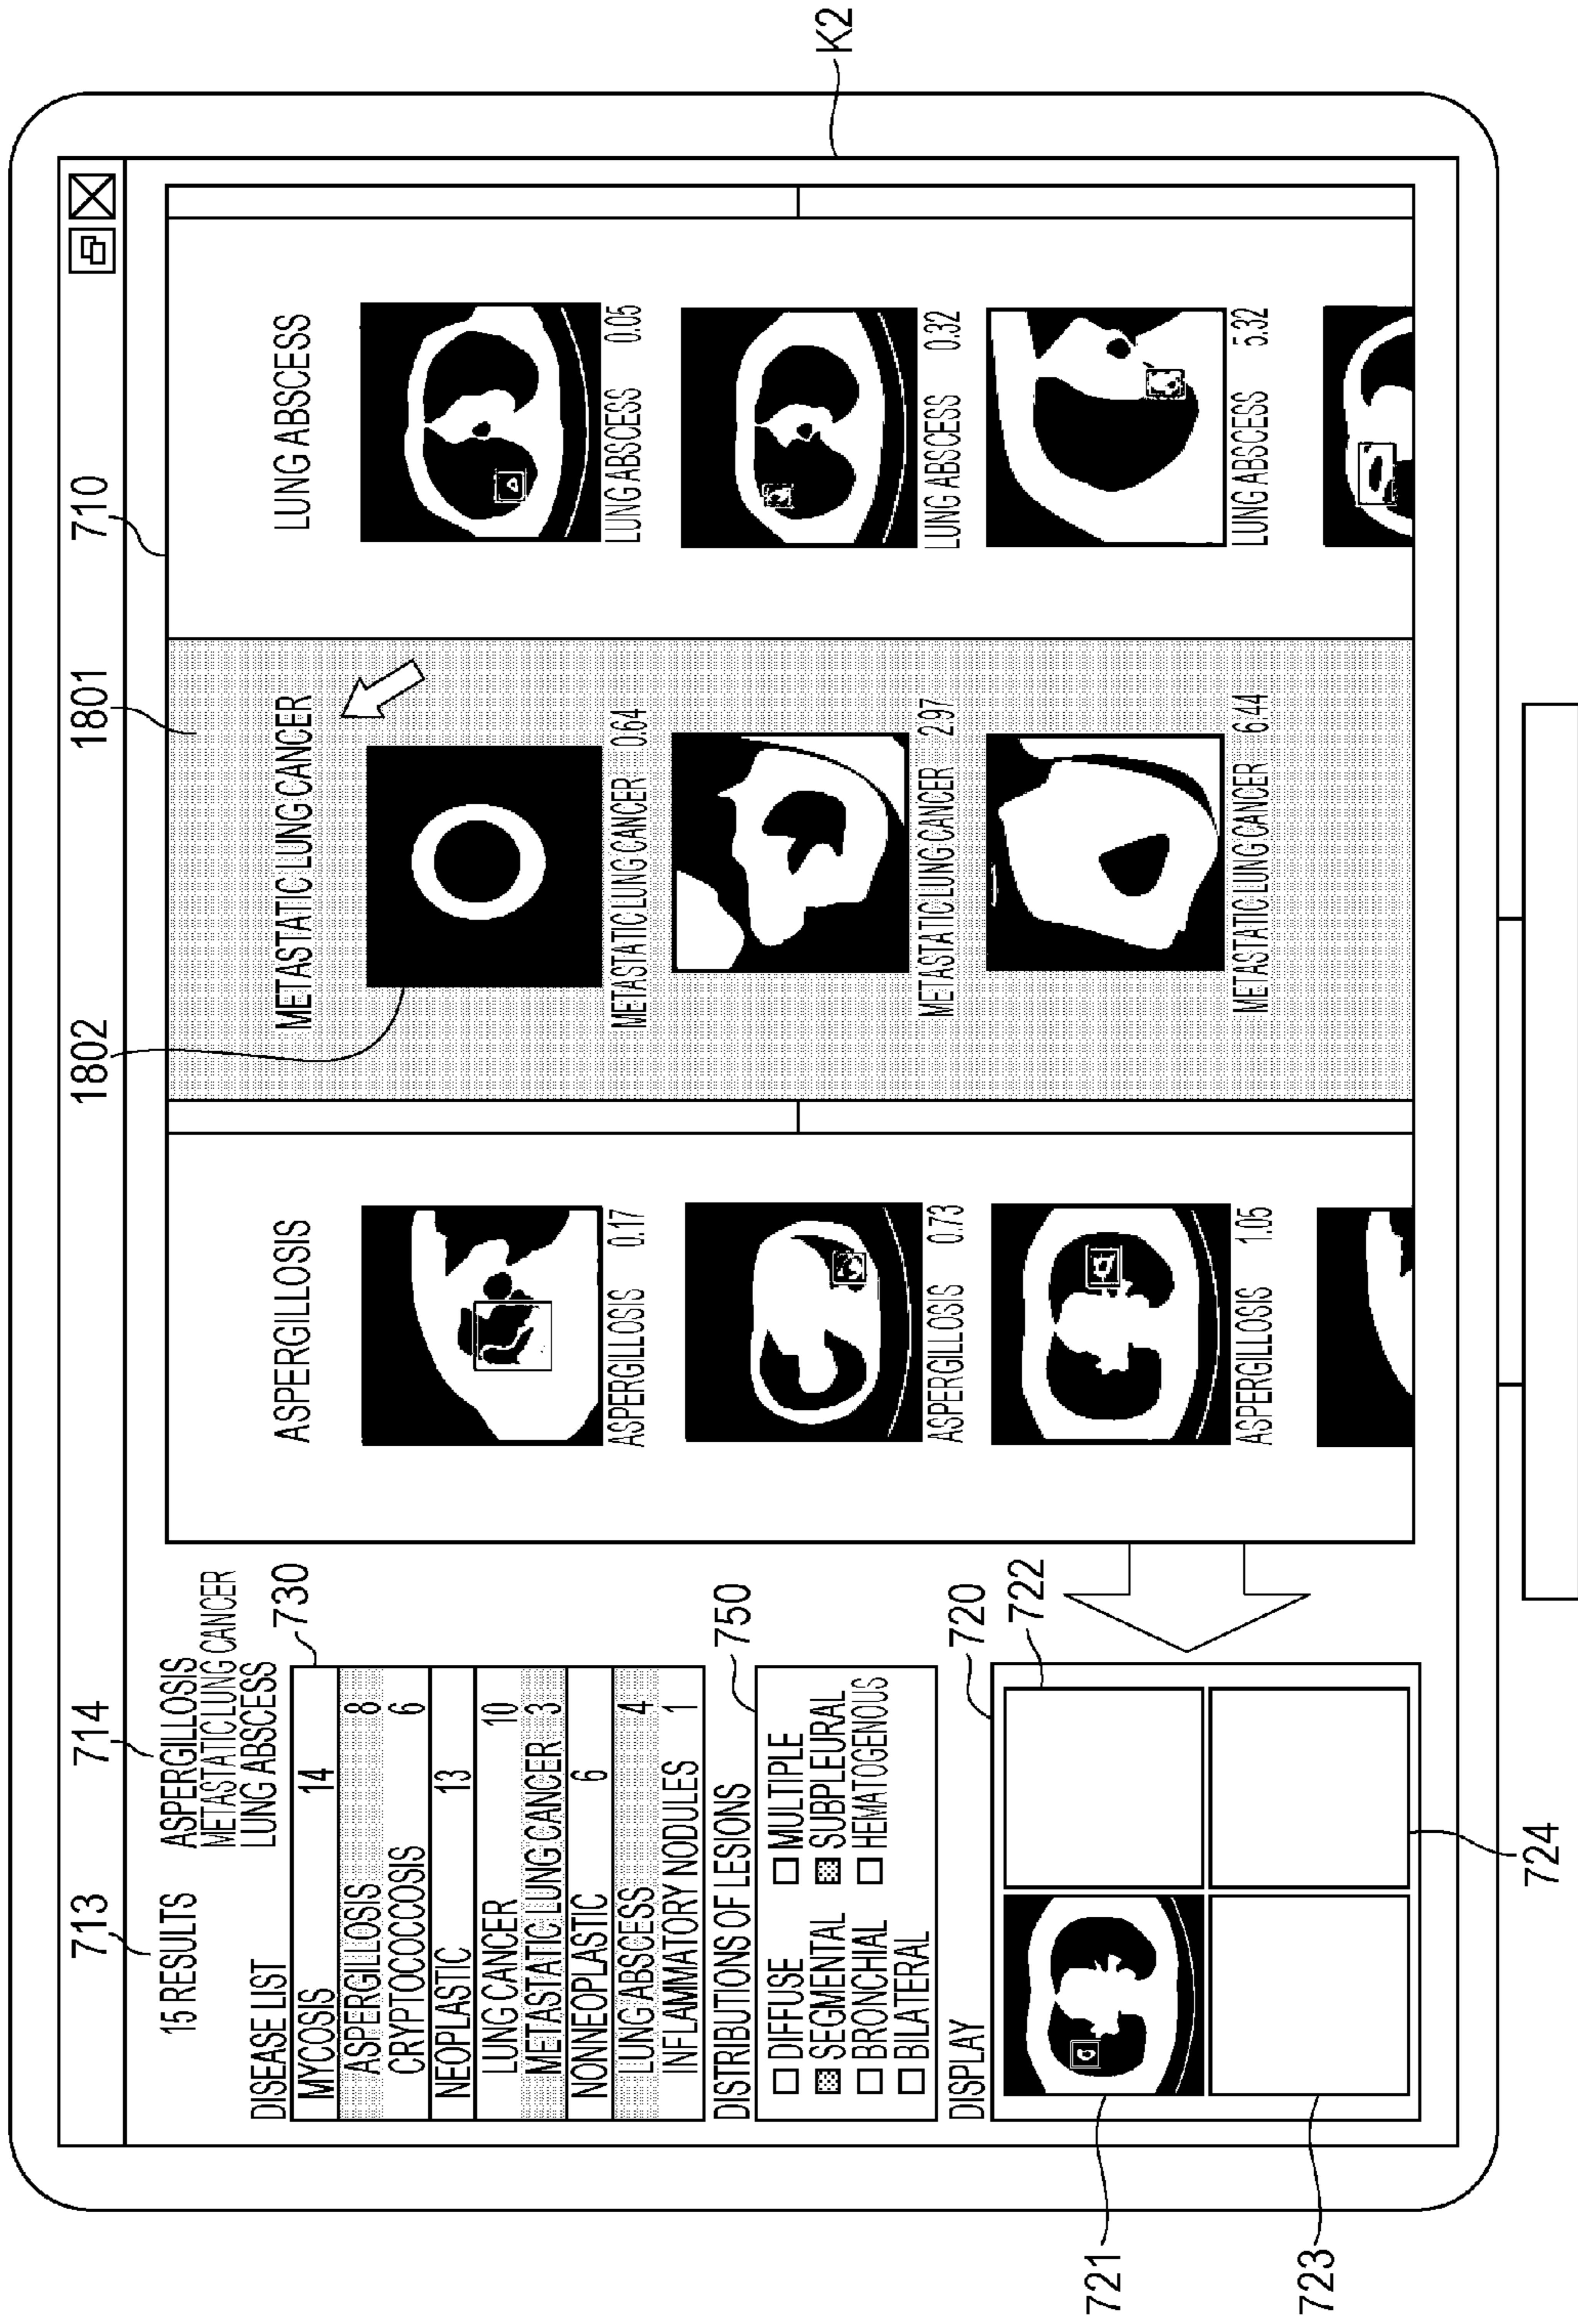 713
714
1802
1801
710
15 RESULTS
ASPERGILLOSIS
METASTATIC LUNG CANCER
LUNG ABSCESS
730
DISEASE LIST
MYCOSIS 14
ASPERGILLOSIS 8
CRYPTOCOCCOSIS 6
NEOPLASTIC 13
LUNG CANCER 10
METASTATIC LUNG CANCER 3
NONNEOPLASTIC 6
LUNG ABSCESS 4
INFLAMMATORY NODULES 1
DISTRIBUTIONS OF LESIONS
750
DIFFUSE MULTIPLE
SEGMENTAL SUBPLEURAL
BRONCHIAL HEMATOGENOUS
BILATERAL
DISPLAY
720
722
721
723
724
ASPERGILLOSIS
ASPERGILLOSIS 0.17
ASPERGILLOSIS 0.73
ASPERGILLOSIS 1.05
METASTATIC LUNG CANCER
METASTATIC LUNG CANCER 0.64
METASTATIC LUNG CANCER 2.97
METASTATIC LUNG CANCER 6.44
LUNG ABSCESS
LUNG ABSCESS 0.05
LUNG ABSCESS 0.32
LUNG ABSCESS 5.32
K2